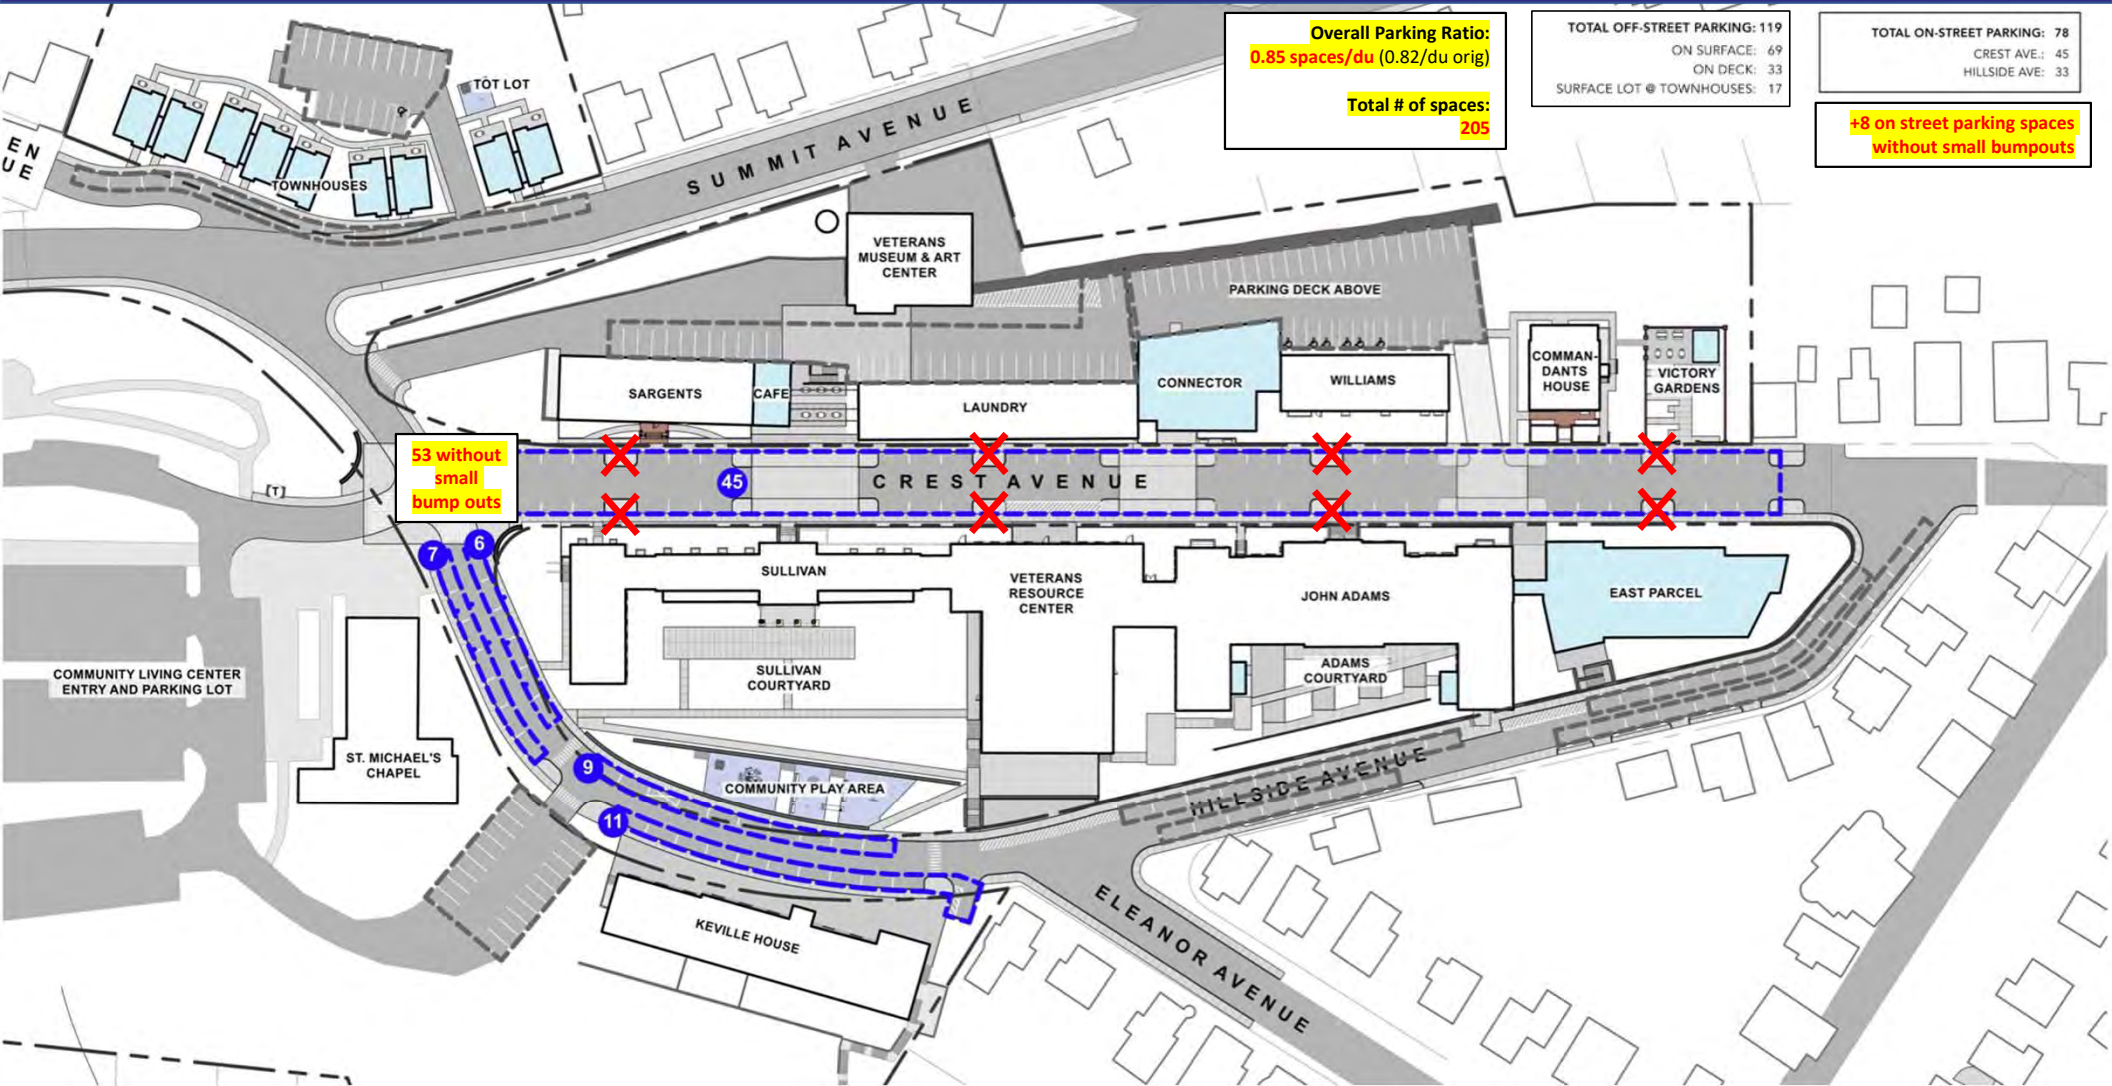 Overall Parking Ratio:
0.85 spaces/du (0.82/du orig)
Total # of spaces:
205
TOTAL OFF-STREET PARKING: 119
ON SURFACE: 69
ON DECK: 33
SURFACE LOT @ TOWNHOUSES: 17
TOTAL ON-STREET PARKING: 78
CREST AVE.: 45
HILLSIDE AVE: 33
+8 on street parking spaces
without small bumpouts
TOT LOT
EN
UE
TOWNHOUSES
SUMMIT AVENUE
VETERANS
MUSEUM & ART
CENTER
PARKING DECK ABOVE
SARGENTS
CAFE
LAUNDRY
CONNECTOR
WILLIAMS
COMMAN-
DANTS
HOUSE
VICTORY
GARDENS
53 without
small
bump outs
45
CREST AVENUE
[T]
7
6
SULLIVAN
VETERANS
RESOURCE
CENTER
JOHN ADAMS
EAST PARCEL
COMMUNITY LIVING CENTER
ENTRY AND PARKING LOT
SULLIVAN
COURTYARD
ADAMS
COURTYARD
ST. MICHAEL'S
CHAPEL
9
COMMUNITY PLAY AREA
HILLSIDE AVENUE
11
KEVILLE HOUSE
ELEANOR AVENUE